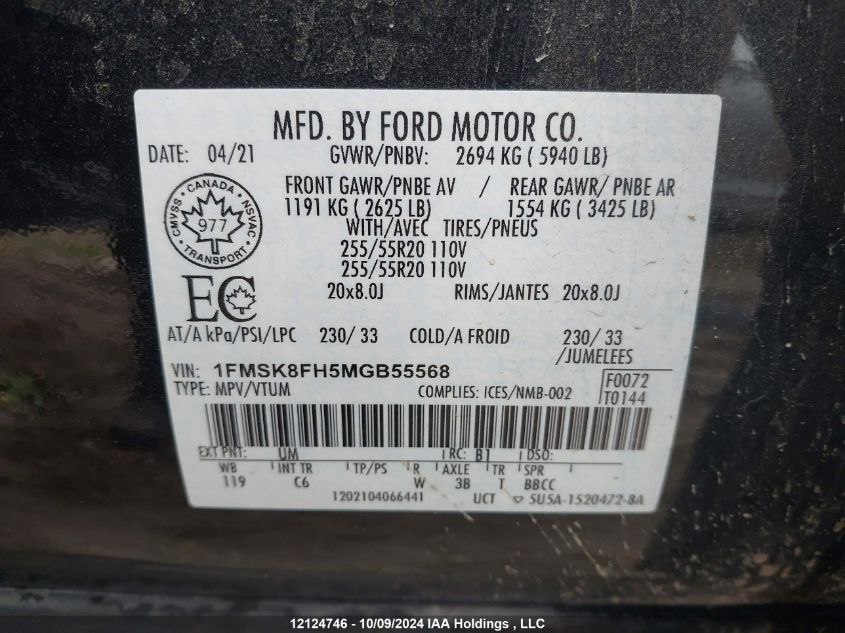 MFD. BY FORD MOTOR CO.
DATE: 04/21 GVWR/PNBV: 2694 KG ( 5940 LB)
FRONT GAWR/PNBE AV / REAR GAWR/ PNBE AR
1191 KG ( 2625 LB) 1554 KG ( 3425 LB)
WITH/AVEC TIRES/PNEUS
255/55R20 110V
255/55R20 110V
CANADA
CMVSS NSVAC
977
TRANSPORT
EC
20x8.0J RIMS/JANTES 20x8.0J
AT/A kPa/PSI/LPC 230/ 33 COLD/A FROID 230/ 33
/JUMELEES
VIN: 1FMSK8FH5MGB55568
TYPE: MPV/VTUM COMPLIES: ICES/NMB-002
F0072
T0144
EXT PNT: UM RC: B1 DSO:
WB INT TR TP/PS R AXLE TR SPR
119 C6 W 3B T BBCC
1202104066441 UCT 5U5A-1520472-BA
12124746 - 10/09/2024 IAA Holdings , LLC